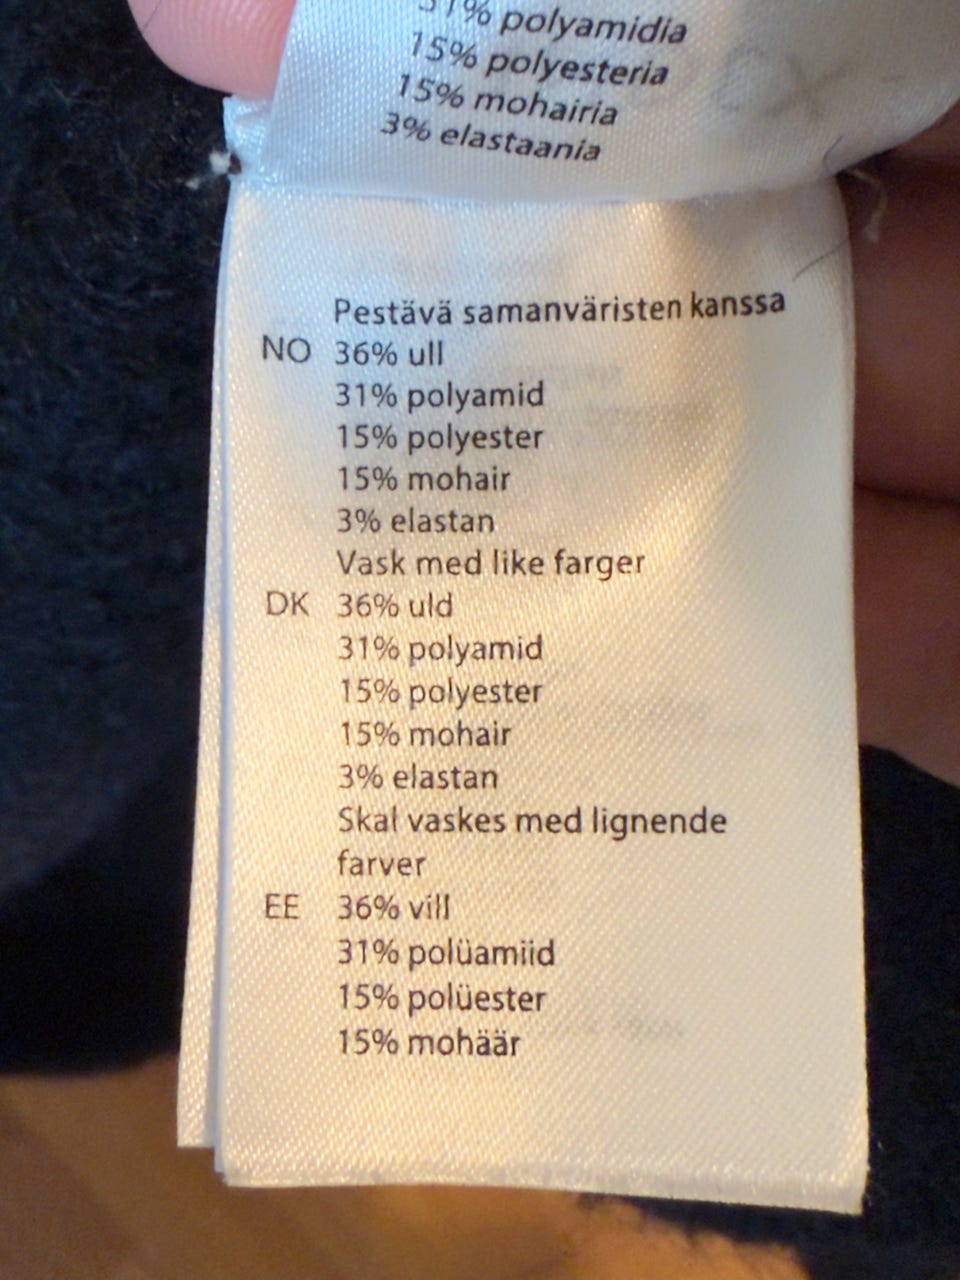 31% polyamidia
15% polyesteria
15% mohairia
3% elastaania
Pestävä samanväristen kanssa
NO 36% ull
31% polyamid
15% polyester
15% mohair
3% elastan
Vask med like farger
DK 36% uld
31% polyamid
15% polyester
15% mohair
3% elastan
Skal vaskes med lignende
farver
EE 36% vill
31% polüamiid
15% polüester
15% mohäär